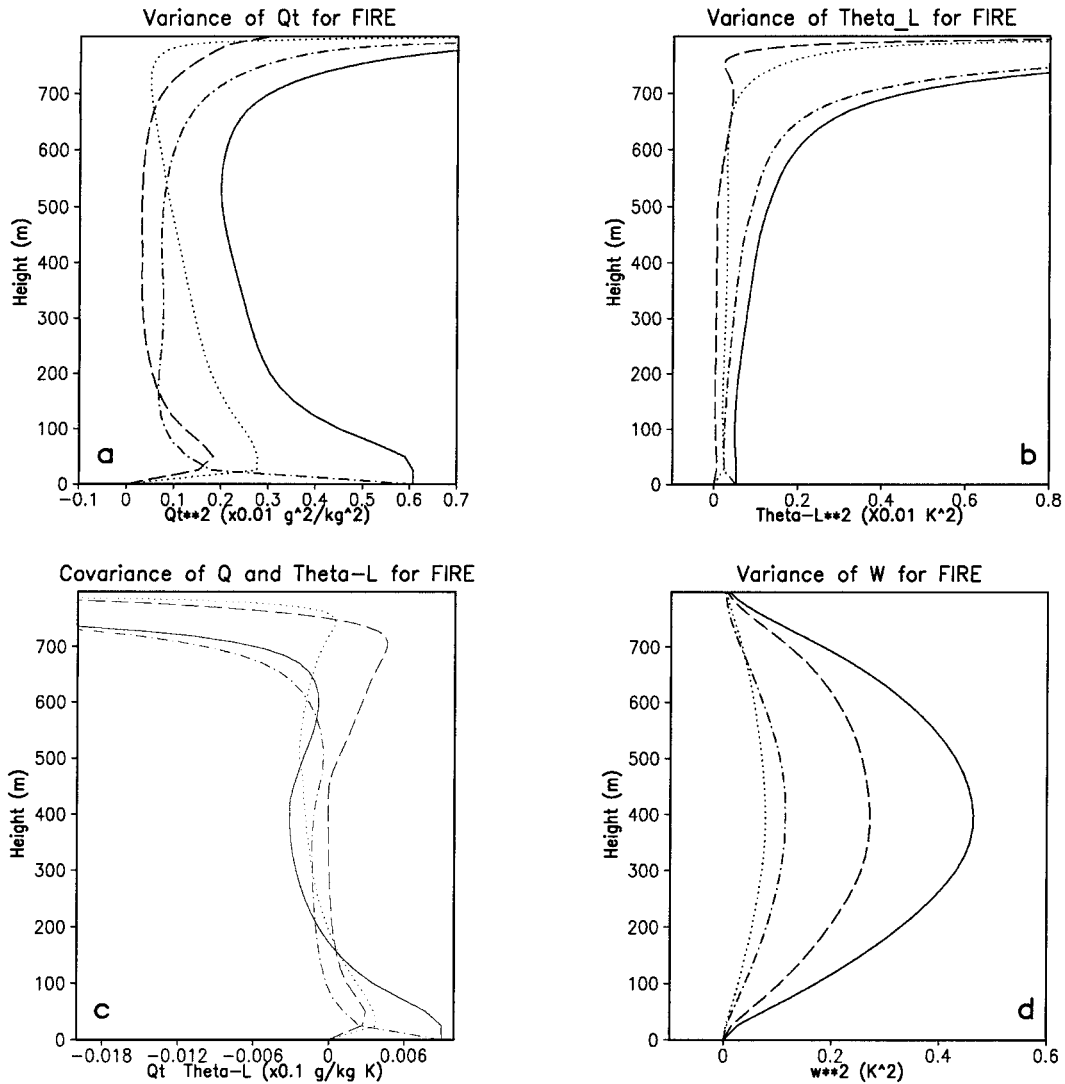 Variance of Qt for FIRE
Height (m)
700
600
500
400
300
200
100
0
a
-0.1 0 0.1 0.2 0.3 0.4 0.5 0.6 0.7
Qt**2 (x0.01 g^2/kg^2)
Variance of Theta_L for FIRE
Height (m)
700
600
500
400
300
200
100
0
b
0 0.2 0.4 0.6 0.8
Theta-L**2 (X0.01 K^2)
Covariance of Q and Theta-L for FIRE
Height (m)
700
600
500
400
300
200
100
0
c
-0.018 -0.012 -0.006 0 0.006
Qt Theta-L (x0.1 g/kg K)
Variance of W for FIRE
Height (m)
700
600
500
400
300
200
100
0
d
0 0.2 0.4 0.6
w**2 (K^2)